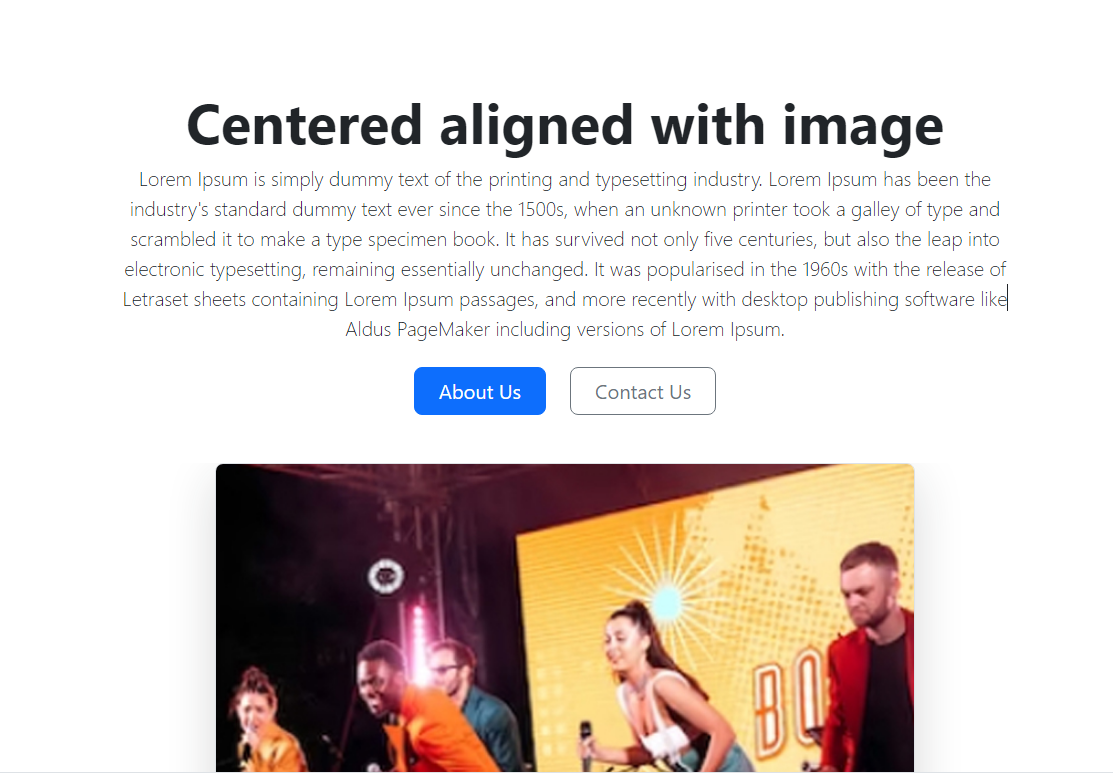 Centered aligned with image
Lorem Ipsum is simply dummy text of the printing and typesetting industry. Lorem Ipsum has been the
industry's standard dummy text ever since the 1500s, when an unknown printer took a galley of type and
scrambled it to make a type specimen book. It has survived not only five centuries, but also the leap into
electronic typesetting, remaining essentially unchanged. It was popularised in the 1960s with the release of
Letraset sheets containing Lorem Ipsum passages, and more recently with desktop publishing software like
Aldus PageMaker including versions of Lorem Ipsum.
About Us
Contact Us